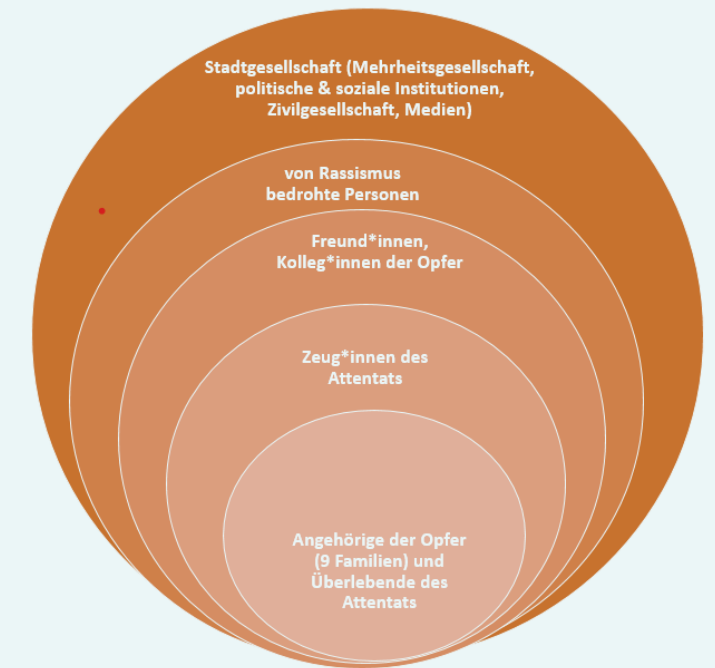 Stadtgesellschaft (Mehrheitsgesellschaft,
politische & soziale Institutionen,
Zivilgesellschaft, Medien)
von Rassismus
bedrohte Personen
Freund*innen,
Kolleg*innen der Opfer
Zeug*innen des
Attentats
Angehörige der Opfer
(9 Familien) und
Überlebende des
Attentats